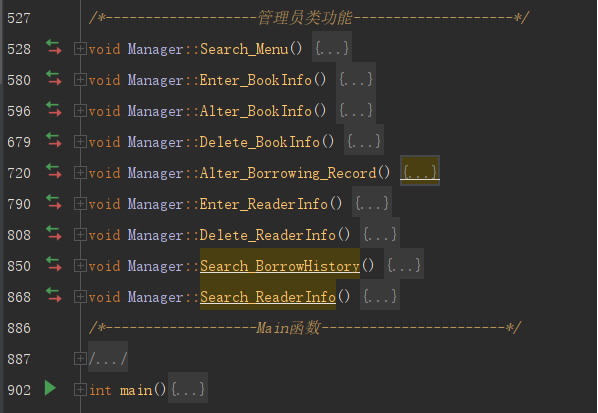 527 /*------------------管理员类功能-------------------*/
528 void Manager::Search_Menu() {...}
580 void Manager::Enter_BookInfo() {...}
596 void Manager::Alter_BookInfo() {...}
679 void Manager::Delete_BookInfo() {...}
720 void Manager::Alter_Borrowing_Record() {...}
790 void Manager::Enter_ReaderInfo() {...}
808 void Manager::Delete_ReaderInfo() {...}
850 void Manager::Search_BorrowHistory() {...}
868 void Manager::Search_ReaderInfo() {...}
886 /*------------------Main函数------------------------*/
887 /.../
902 int main(){...}